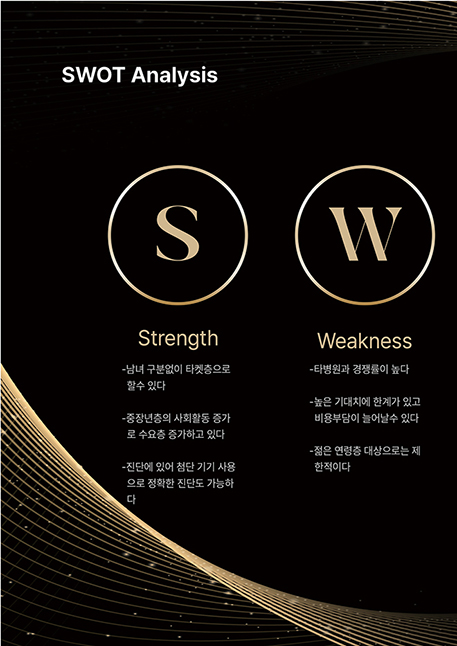 SWOT Analysis
S
Strength
-남녀 구분없이 타켓층으로
할수 있다
-중장년층의 사회활동 증가
로 수요층 증가하고 있다
-진단에 있어 첨단 기기 사용
으로 정확한 진단도 가능하
다
W
Weakness
-타병원과 경쟁률이 높다
-높은 기대치에 한계가 있고
비용부담이 늘어날수 있다
-젊은 연령층 대상으로는 제
한적이다